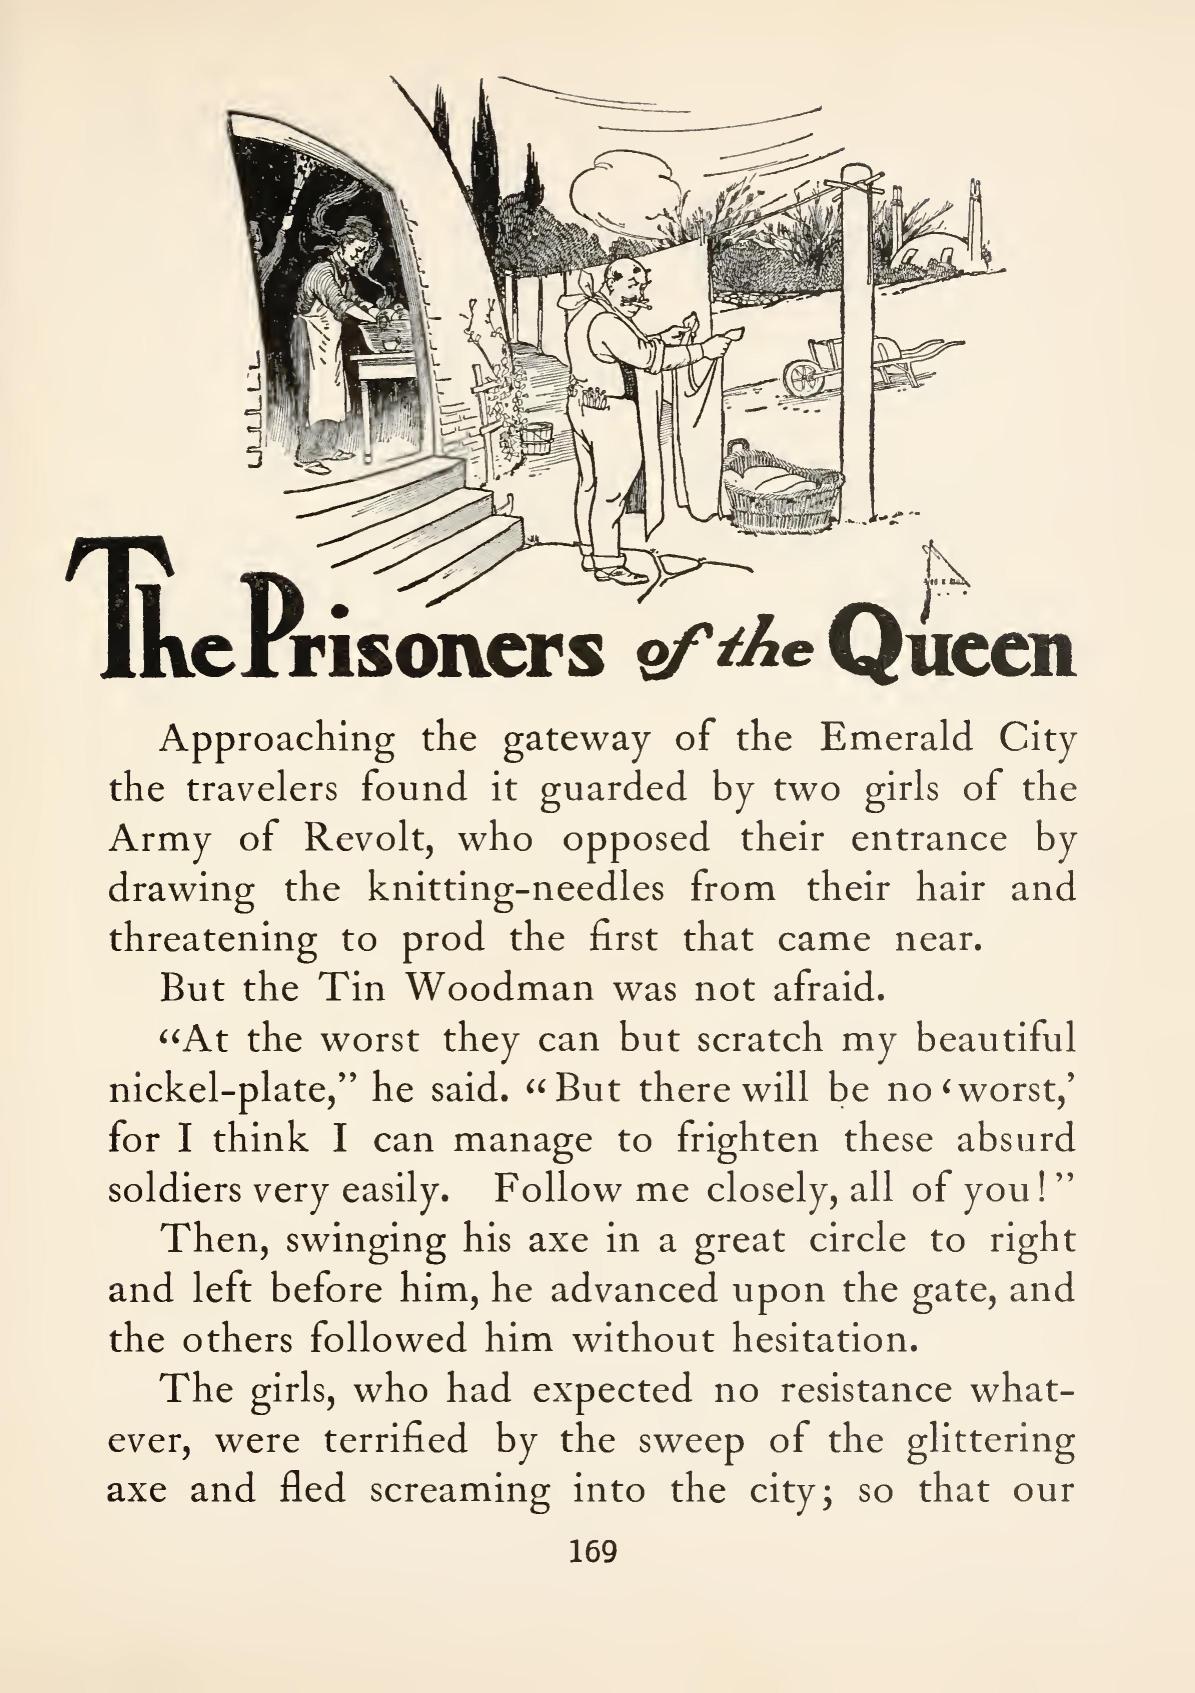 The Prisoners of the Queen
Approaching the gateway of the Emerald City
the travelers found it guarded by two girls of the
Army of Revolt, who opposed their entrance by
drawing the knitting-needles from their hair and
threatening to prod the first that came near.
But the Tin Woodman was not afraid.
“At the worst they can but scratch my beautiful
nickel-plate,” he said. “But there will be no ‘worst,’
for I think I can manage to frighten these absurd
soldiers very easily. Follow me closely, all of you!”
Then, swinging his axe in a great circle to right
and left before him, he advanced upon the gate, and
the others followed him without hesitation.
The girls, who had expected no resistance what-
ever, were terrified by the sweep of the glittering
axe and fled screaming into the city; so that our
169